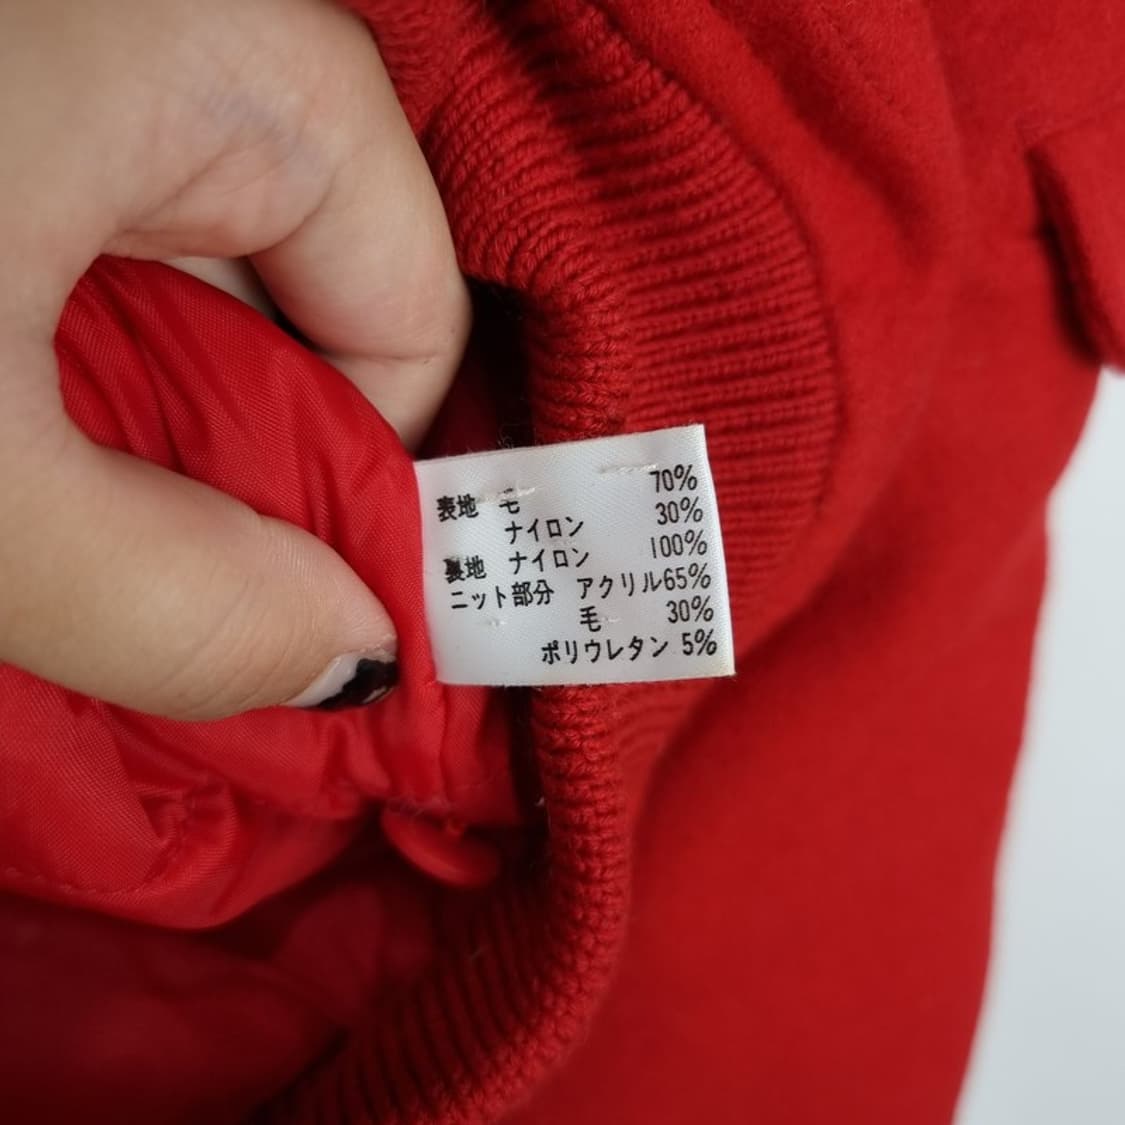 表地 毛 70%
ナイロン 30%
裏地 ナイロン 100%
ニット部分 アクリル65%
毛 30%
ポリウレタン 5%